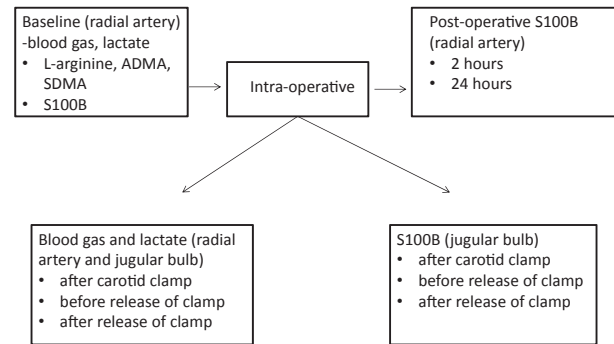 Baseline (radial artery)
-blood gas, lactate
• L-arginine, ADMA,
SDMA
• S100B
Intra-operative
Post-operative S100B
(radial artery)
• 2 hours
• 24 hours
Blood gas and lactate (radial
artery and jugular bulb)
• after carotid clamp
• before release of clamp
• after release of clamp
S100B (jugular bulb)
• after carotid clamp
• before release of clamp
• after release of clamp